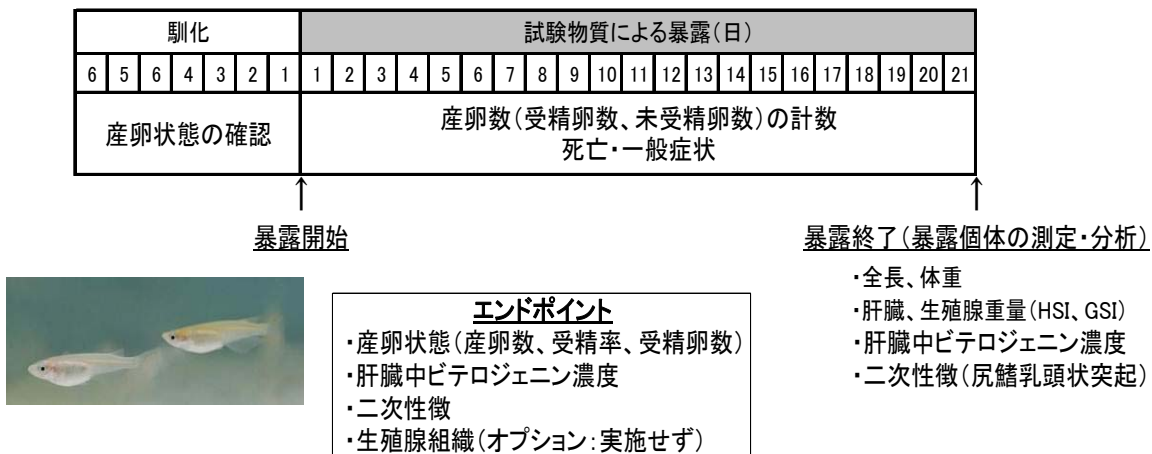 馴化
試験物質による暴露(日)
6 5 6 4 3 2 1 1 2 3 4 5 6 7 8 9 10 11 12 13 14 15 16 17 18 19 20 21
産卵状態の確認
産卵数(受精卵数、未受精卵数)の計数
死亡・一般症状
↑
↑
暴露開始
暴露終了(暴露個体の測定・分析)
・全長、体重
・肝臓、生殖腺重量(HSI、GSI)
・肝臓中ビテロジェニン濃度
・二次性徴(尻鰭乳頭状突起)
エンドポイント
・産卵状態(産卵数、受精率、受精卵数)
・肝臓中ビテロジェニン濃度
・二次性徴
・生殖腺組織(オプション:実施せず)